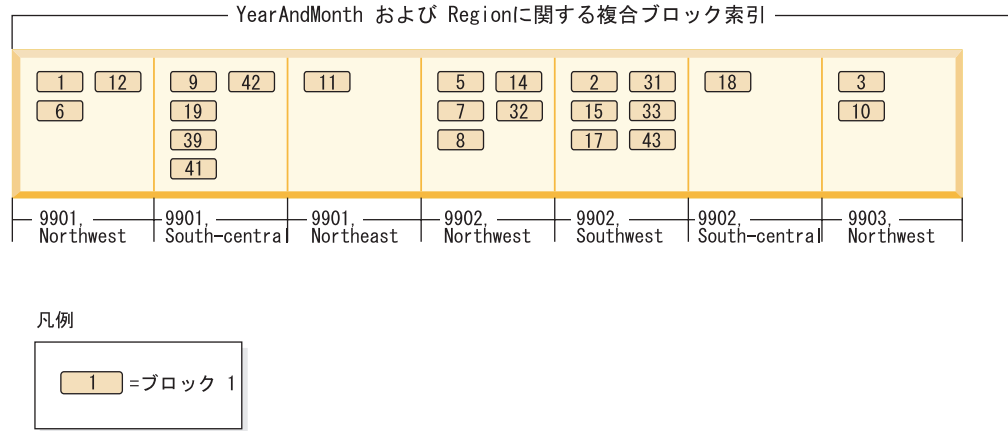 YearAndMonth および Regionに関する複合ブロック索引
1 12 9 42 11 5 14 2 31 18 3
6 19 7 32 15 33 10
39 8 17 43
41
9901, 9901, 9901, 9902, 9902, 9902, 9903,
Northwest South-central Northeast Northwest Southwest South-central Northwest
凡例
1 =ブロック 1